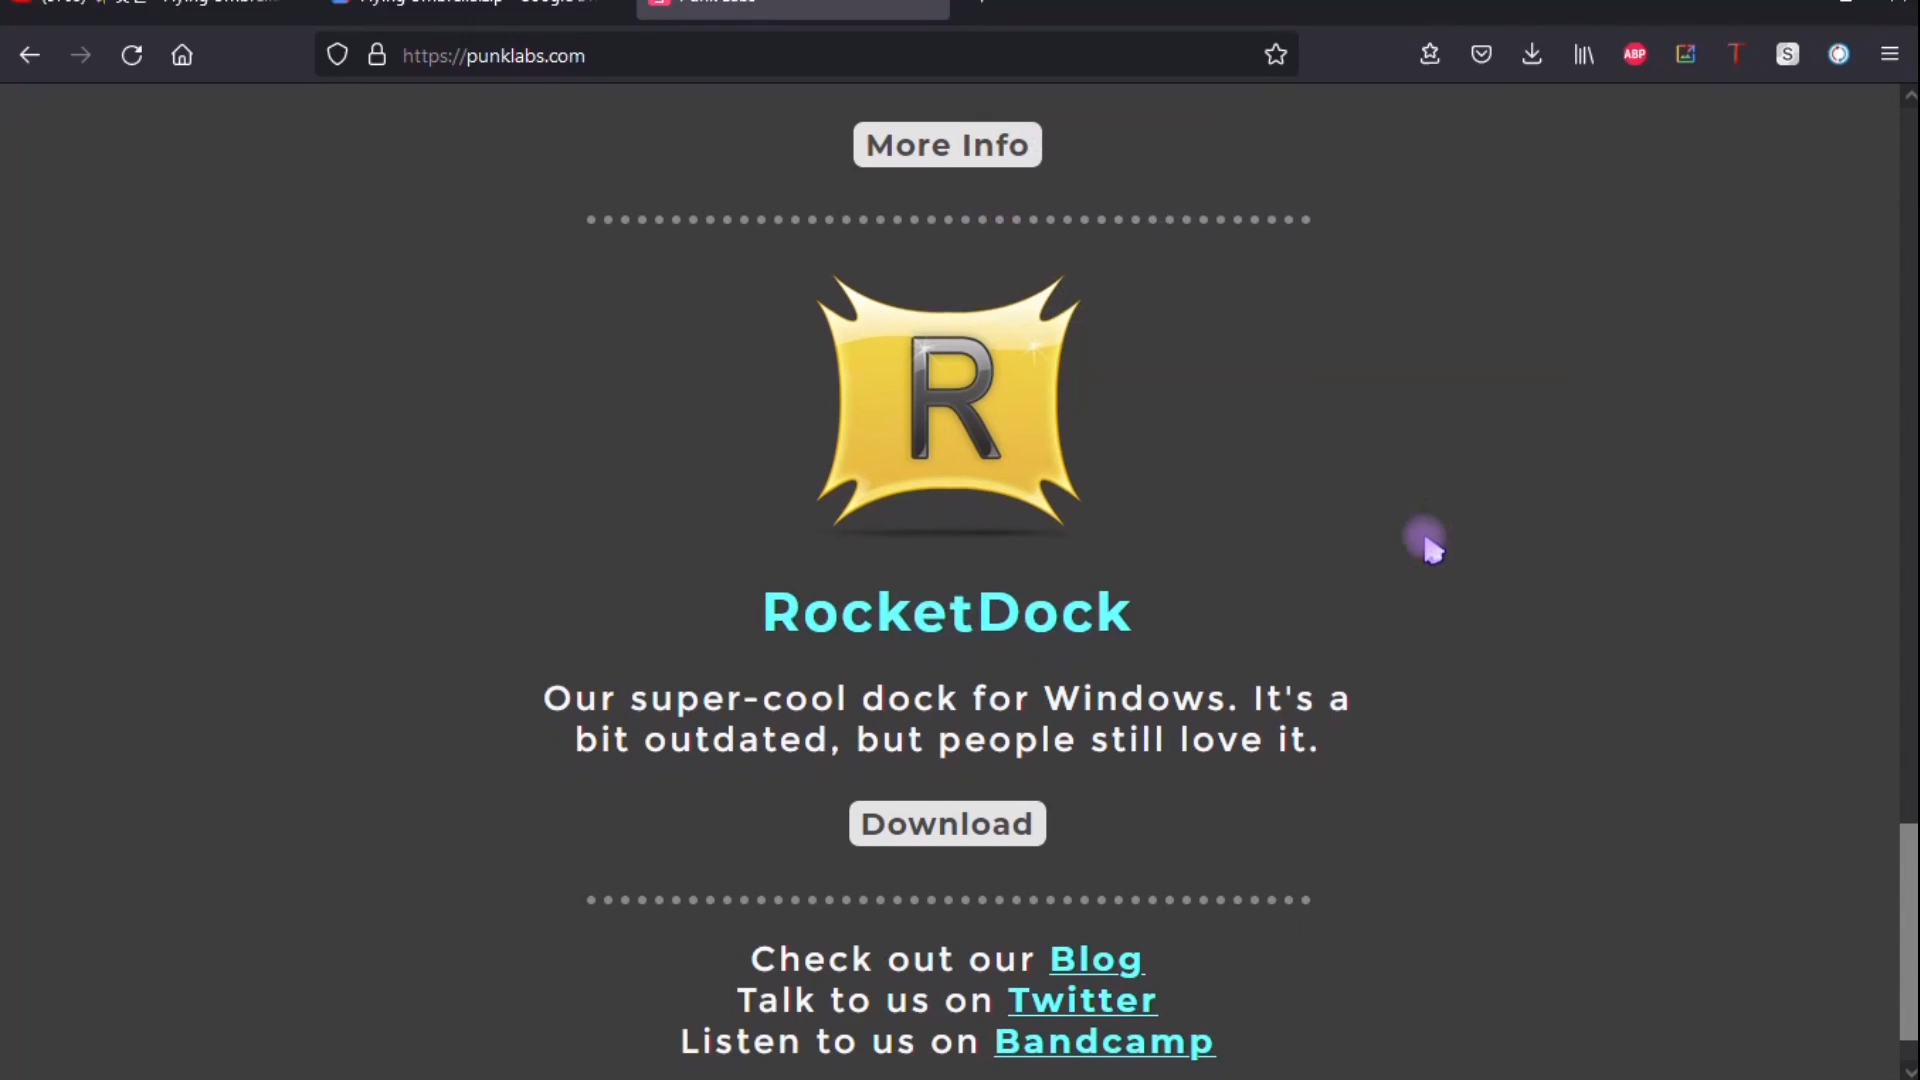 https://punklabs.com
ABP
T
S
More Info
R
RocketDock
Our super-cool dock for Windows. It's a
bit outdated, but people still love it.
Download
Check out our Blog
Talk to us on Twitter
Listen to us on Bandcamp